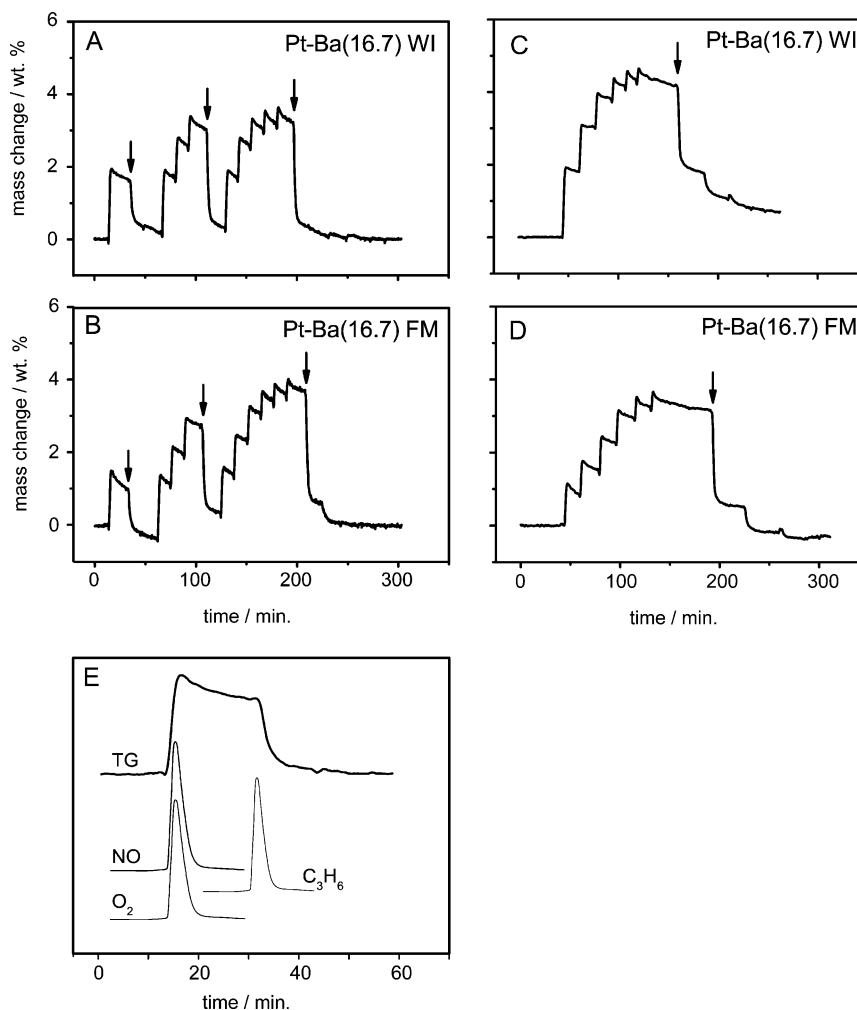 A
Pt-Ba(16.7) WI
mass change / wt. %
6
4
2
0
C
Pt-Ba(16.7) WI
B
Pt-Ba(16.7) FM
mass change / wt. %
6
4
2
0
0 100 200 300
time / min.
D
Pt-Ba(16.7) FM
0 100 200 300
time / min.
E
TG
NO
C₃H₆
O₂
0 20 40 60
time / min.